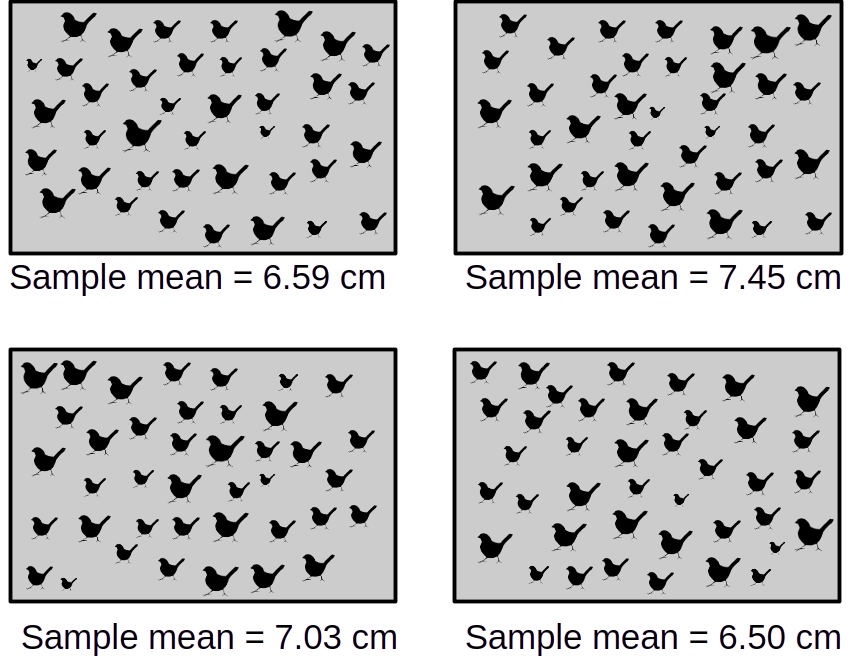 Sample mean = 6.59 cm
Sample mean = 7.45 cm
Sample mean = 7.03 cm
Sample mean = 6.50 cm